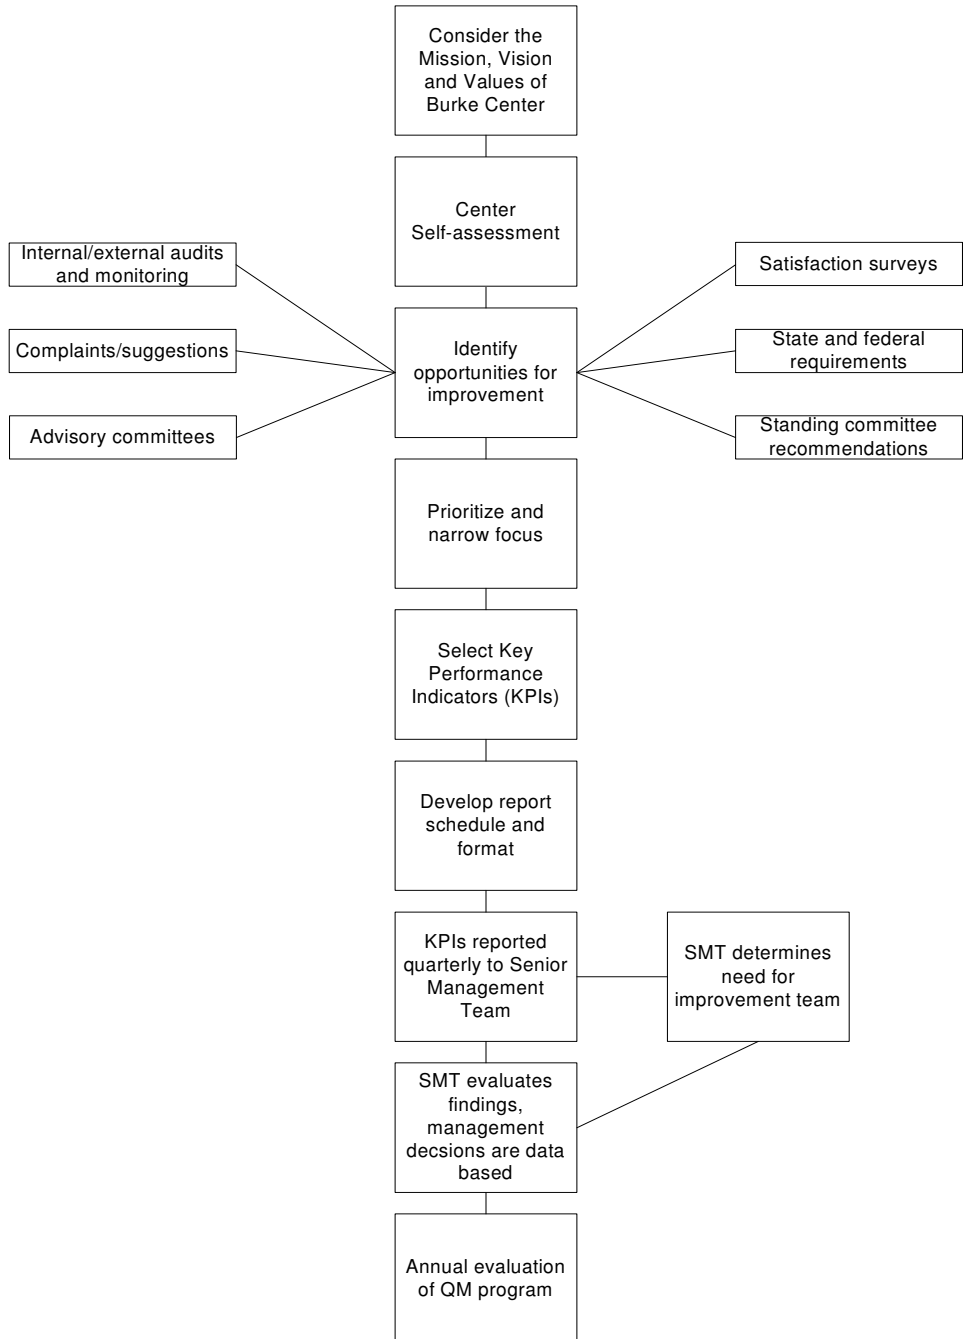 Consider the
Mission, Vision
and Values of
Burke Center
Center
Self-assessment
Internal/external audits
and monitoring
Complaints/suggestions
Advisory committees
Identify
opportunities for
improvement
Satisfaction surveys
State and federal
requirements
Standing committee
recommendations
Prioritize and
narrow focus
Select Key
Performance
Indicators (KPIs)
Develop report
schedule and
format
KPIs reported
quarterly to Senior
Management
Team
SMT determines
need for
improvement team
SMT evaluates
findings,
management
decsions are data
based
Annual evaluation
of QM program